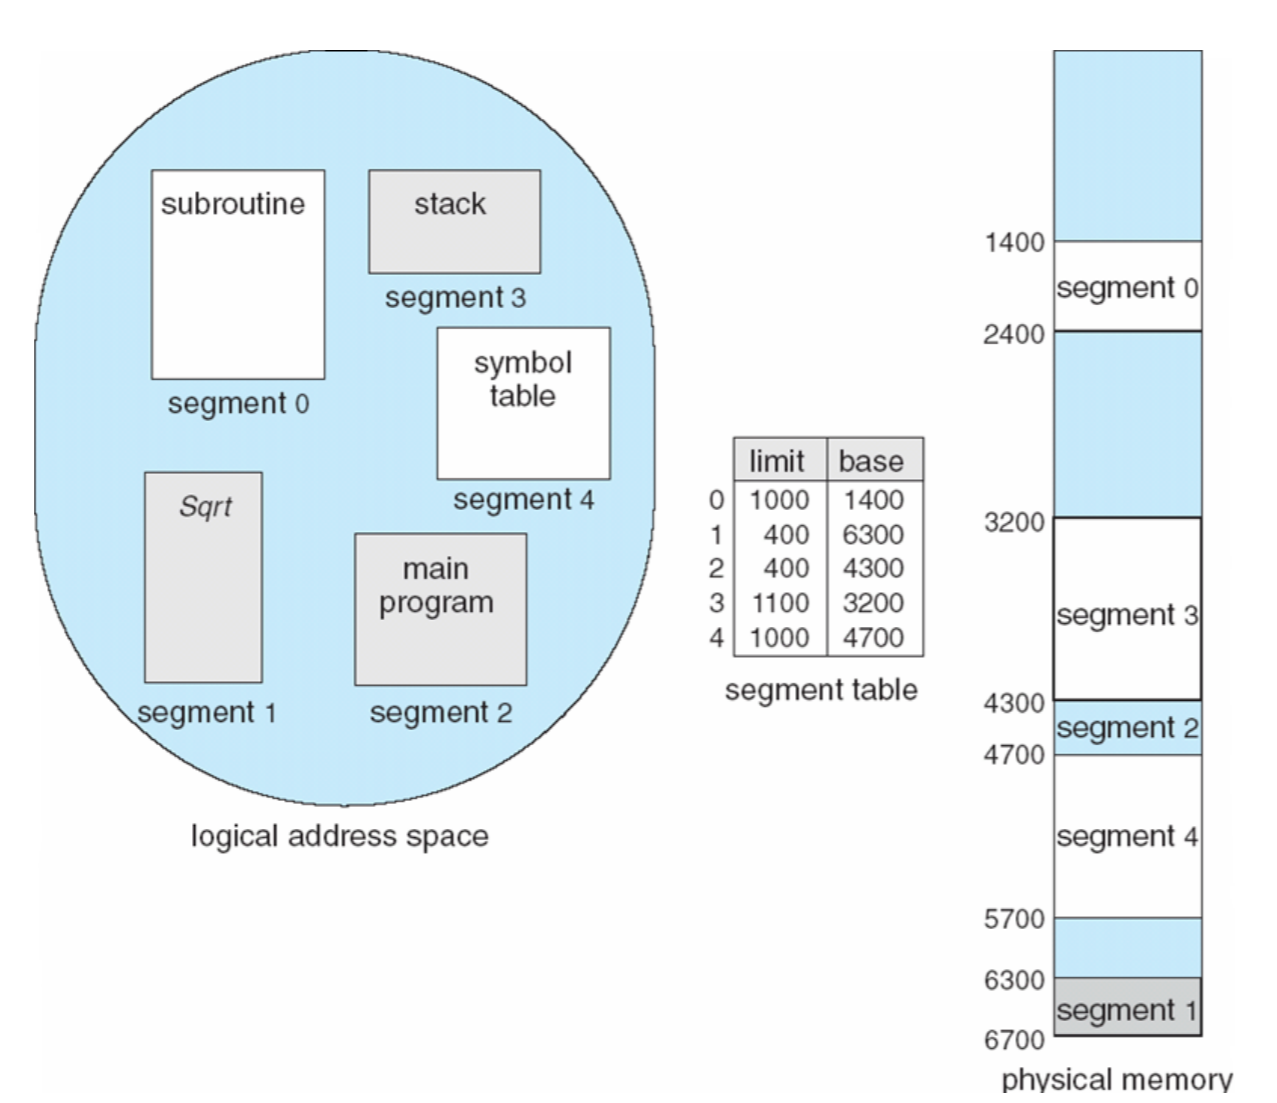 subroutine
segment 0
stack
segment 3
symbol
table
segment 4
Sqrt
segment 1
main
program
segment 2
logical address space
limit base
0 1000 1400
1 400 6300
2 400 4300
3 1100 3200
4 1000 4700
segment table
1400
segment 0
2400
3200
segment 3
4300
segment 2
4700
segment 4
5700
6300
segment 1
6700
physical memory